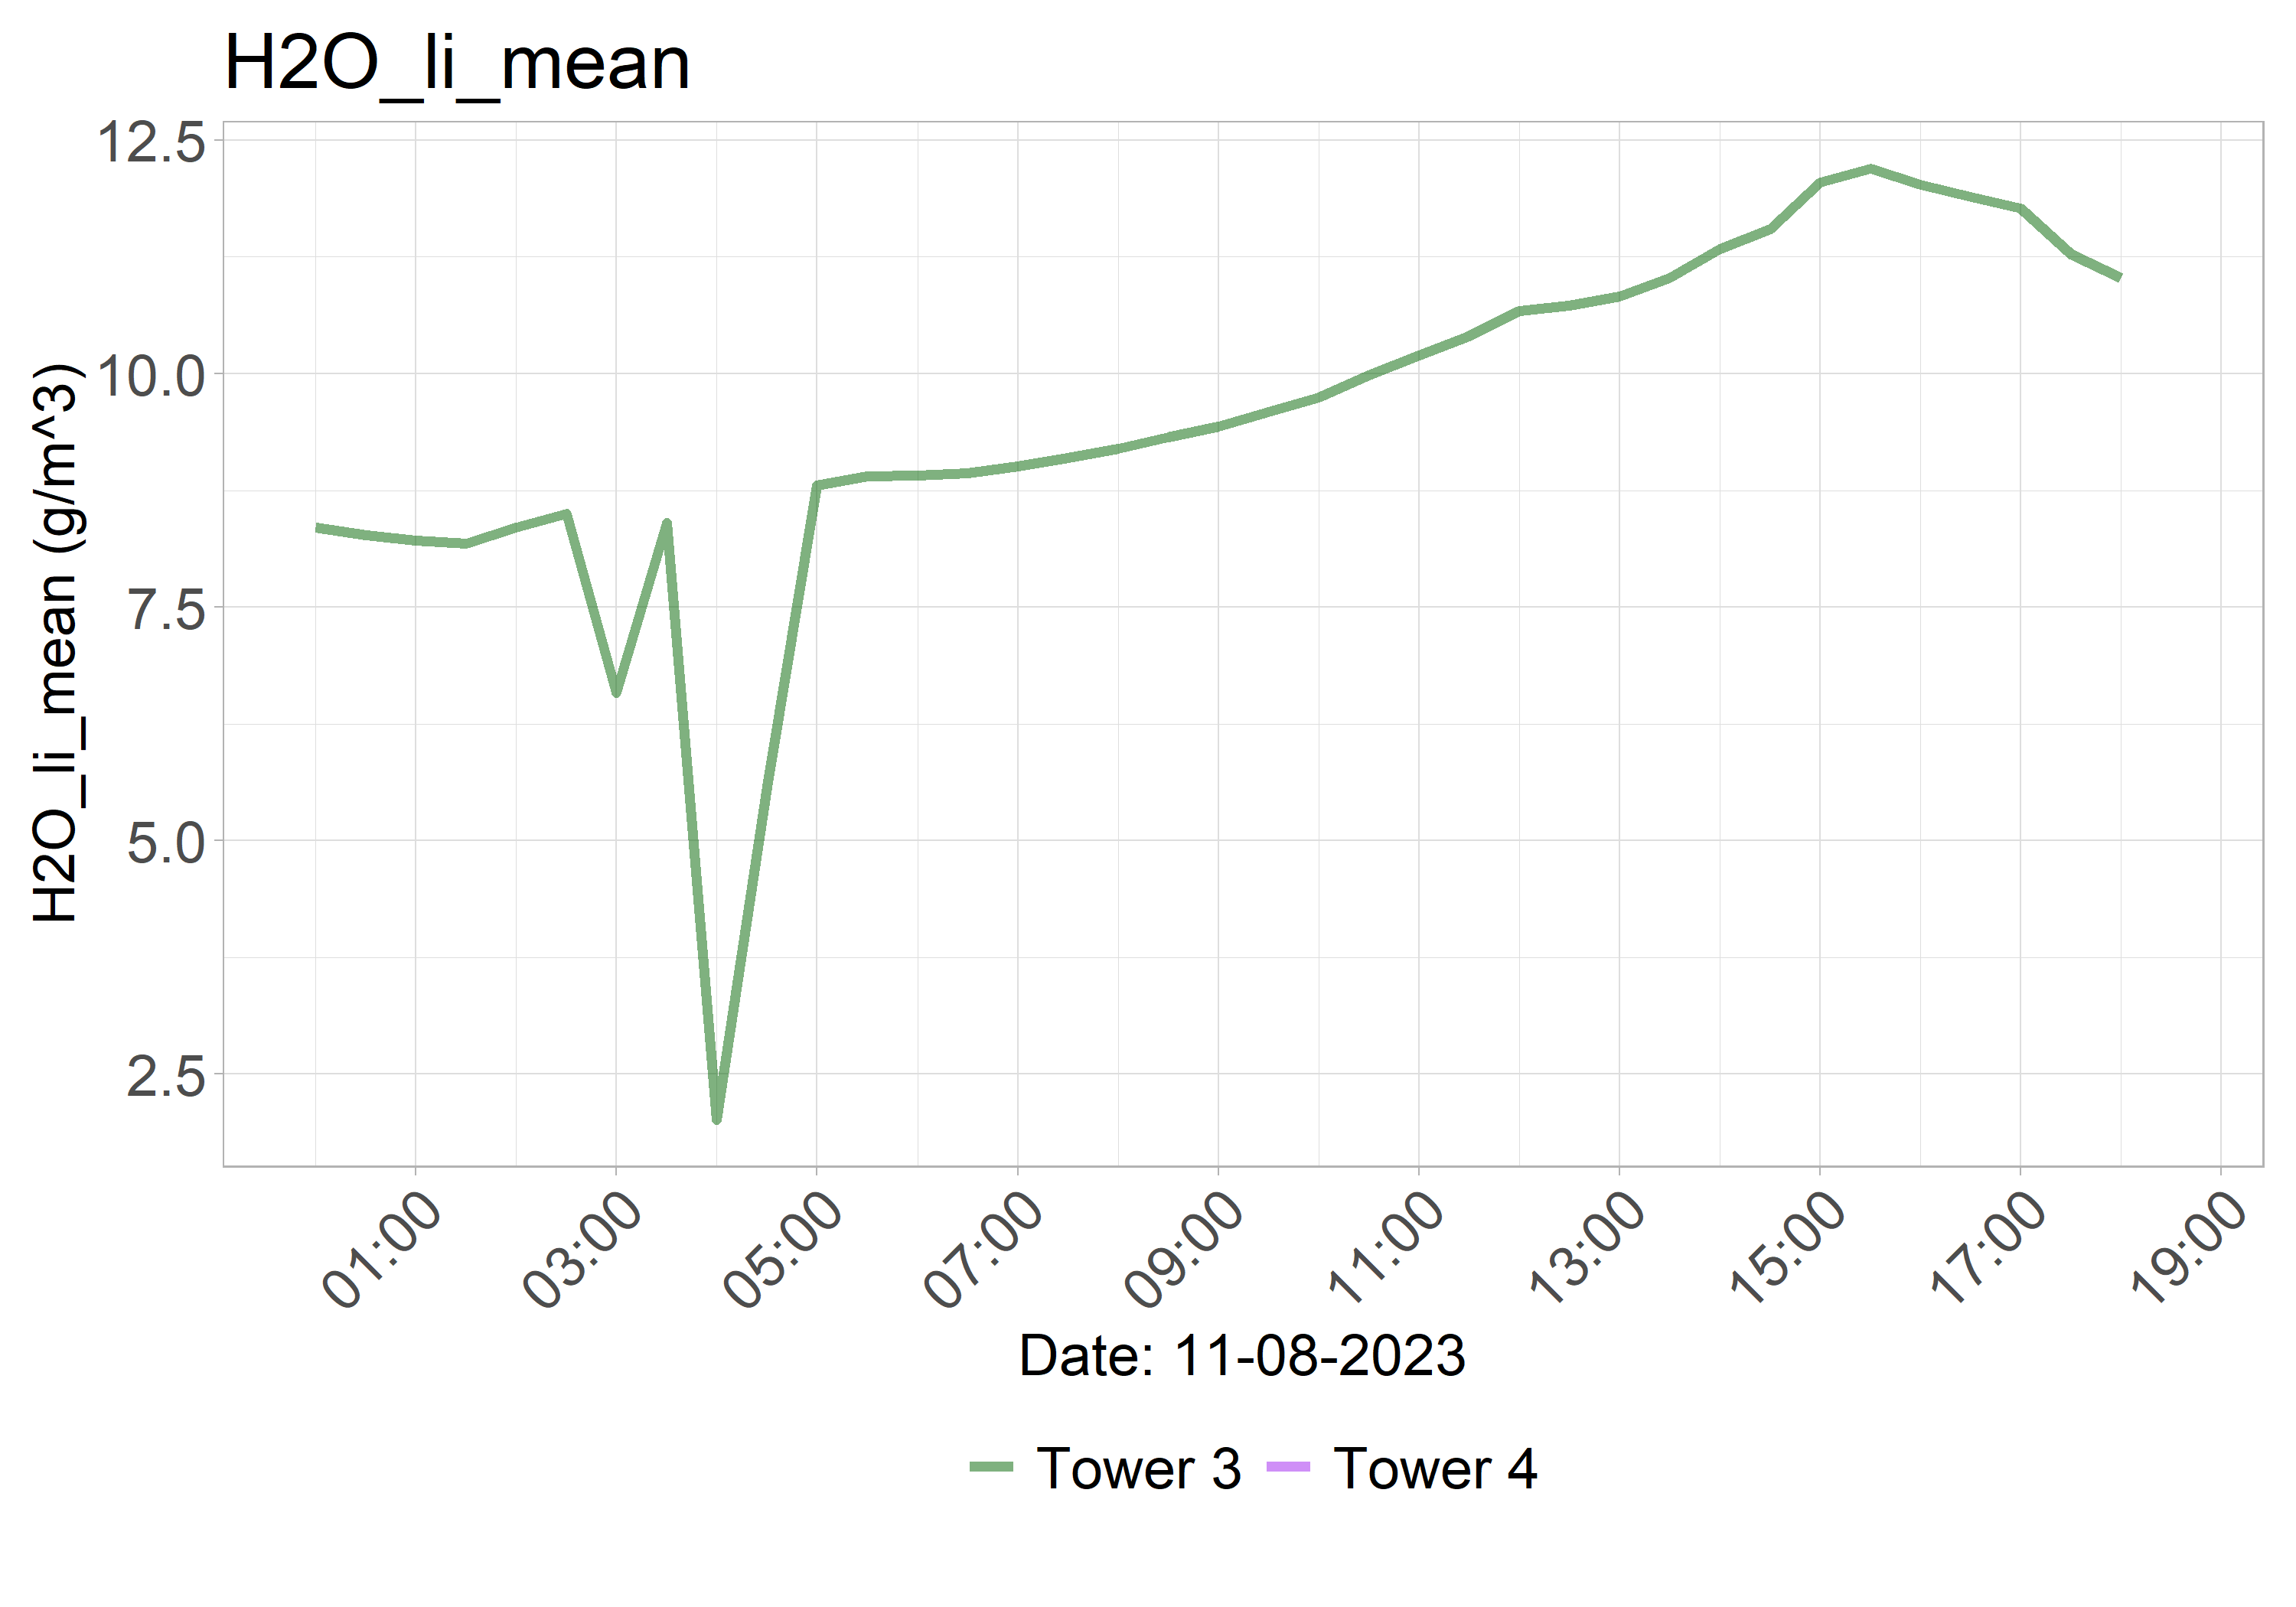 H2O_li_mean
H2O_li_mean (g/m^3)
12.5
10.0
7.5
5.0
2.5
01:00 03:00 05:00 07:00 09:00 11:00 13:00 15:00 17:00 19:00
Date: 11-08-2023
Tower 3 Tower 4